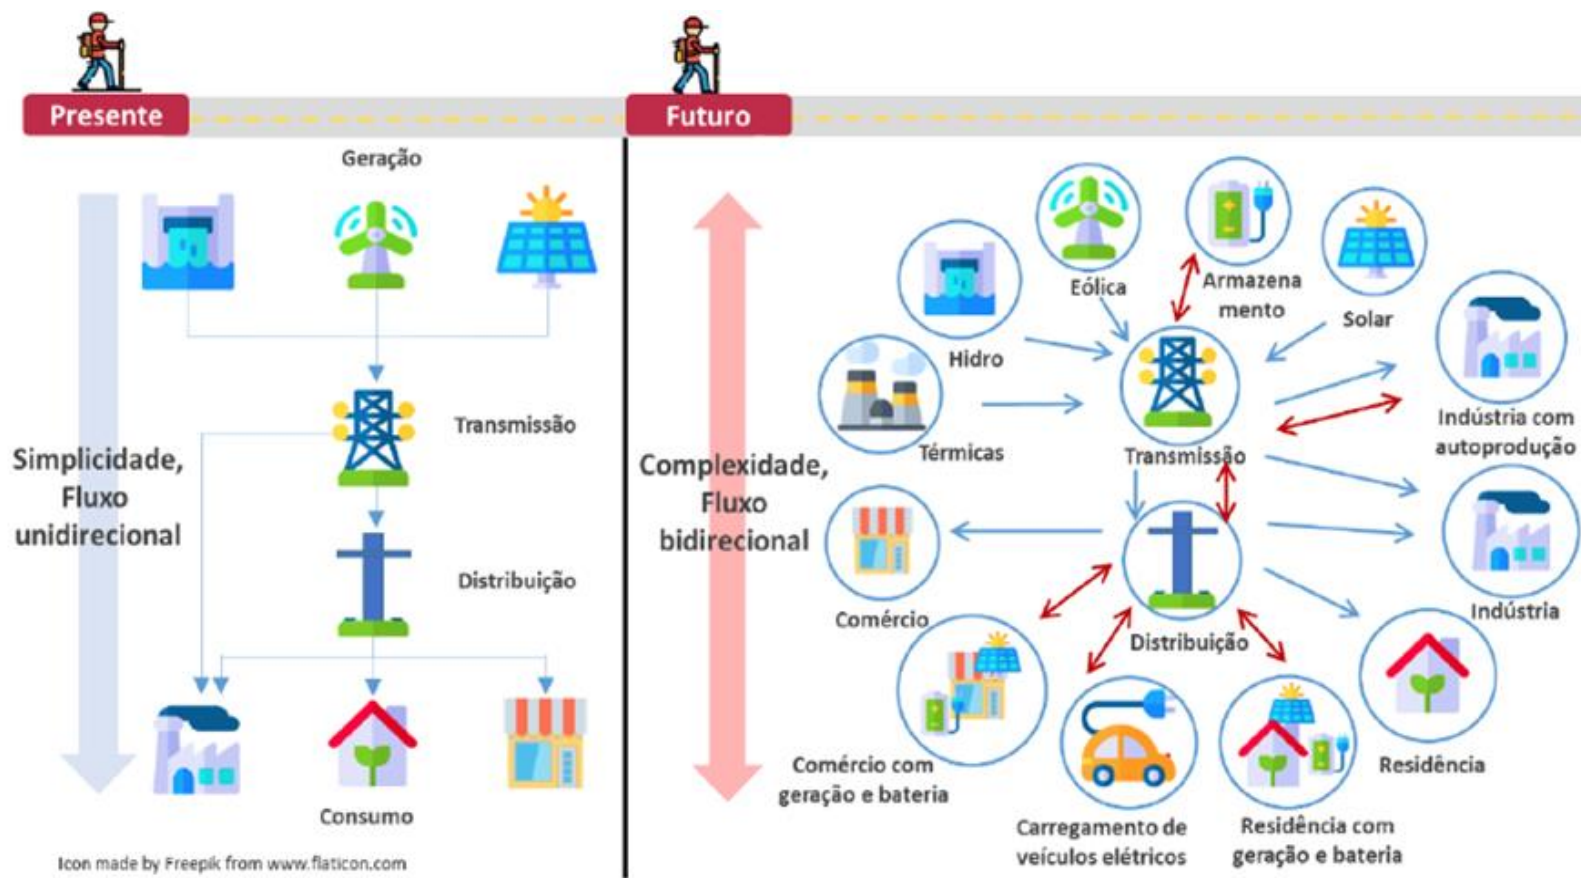 Presente
Futuro
Geração
Transmissão
Simplicidade,
Fluxo
unidirecional
Distribuição
Consumo
Icon made by Freepik from www.flaticon.com
Complexidade,
Fluxo
bidirecional
Eólica
Armazena
mento
Solar
Hidro
Térmicas
Transmissão
Indústria com
autoprodução
Comércio
Distribuição
Indústria
Residência
Comércio com
geração e bateria
Carregamento de
veículos elétricos
Residência com
geração e bateria